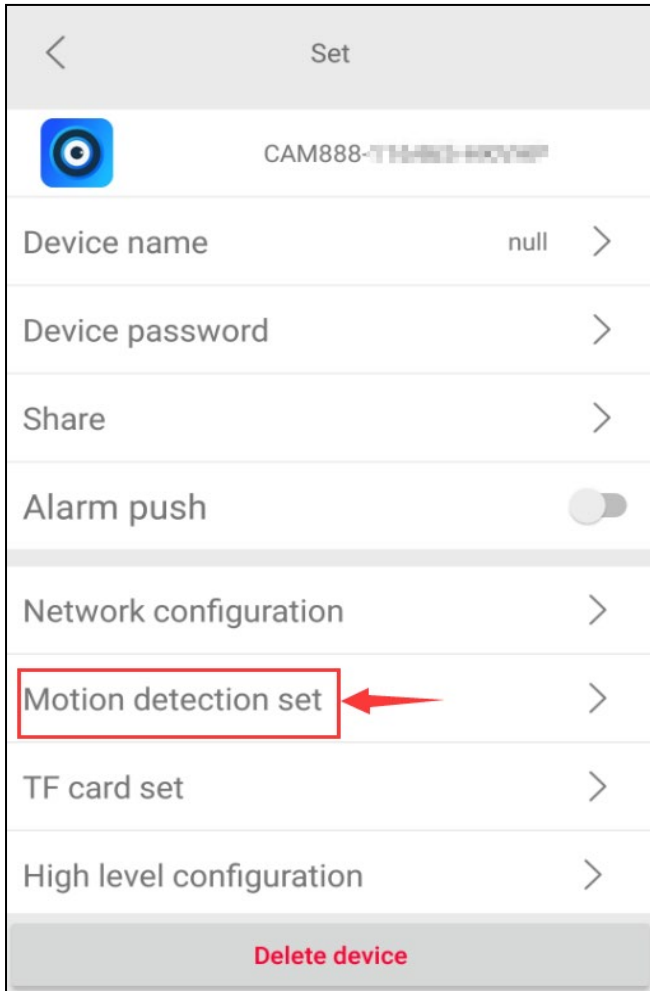 Set
CAM888-
Device name null
Device password
Share
Alarm push
Network configuration
Motion detection set
TF card set
High level configuration
Delete device